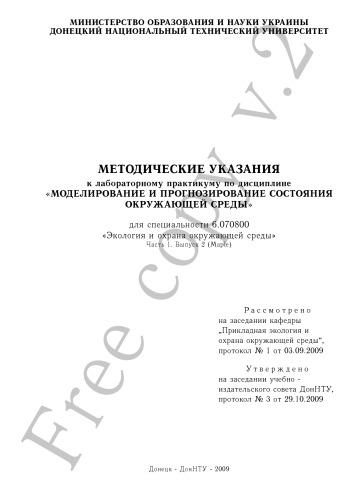 МИНИСТЕРСТВО ОБРАЗОВАНИЯ И НАУКИ УКРАИНЫ
ДОНЕЦКИЙ НАЦИОНАЛЬНЫЙ ТЕХНИЧЕСКИЙ УНИВЕРСИТЕТ
МЕТОДИЧЕСКИЕ УКАЗАНИЯ
к лабораторному практикуму по дисциплине
«МОДЕЛИРОВАНИЕ И ПРОГНОЗИРОВАНИЕ СОСТОЯНИЯ
ОКРУЖАЮЩЕЙ СРЕДЫ»
для специальности 6.070800
«Экология и охрана окружающей среды»
Часть 1. Выпуск 2 (Maple)
Рассмотрено
на заседании кафедры
„Прикладная экология и
охрана окружающей среды“,
протокол № 1 от 03.09.2009
Утверждено
на заседании учебно -
издательского совета ДонНТУ,
протокол № 3 от 29.10.2009
Донецк - ДонНТУ - 2009
Free copy v.2